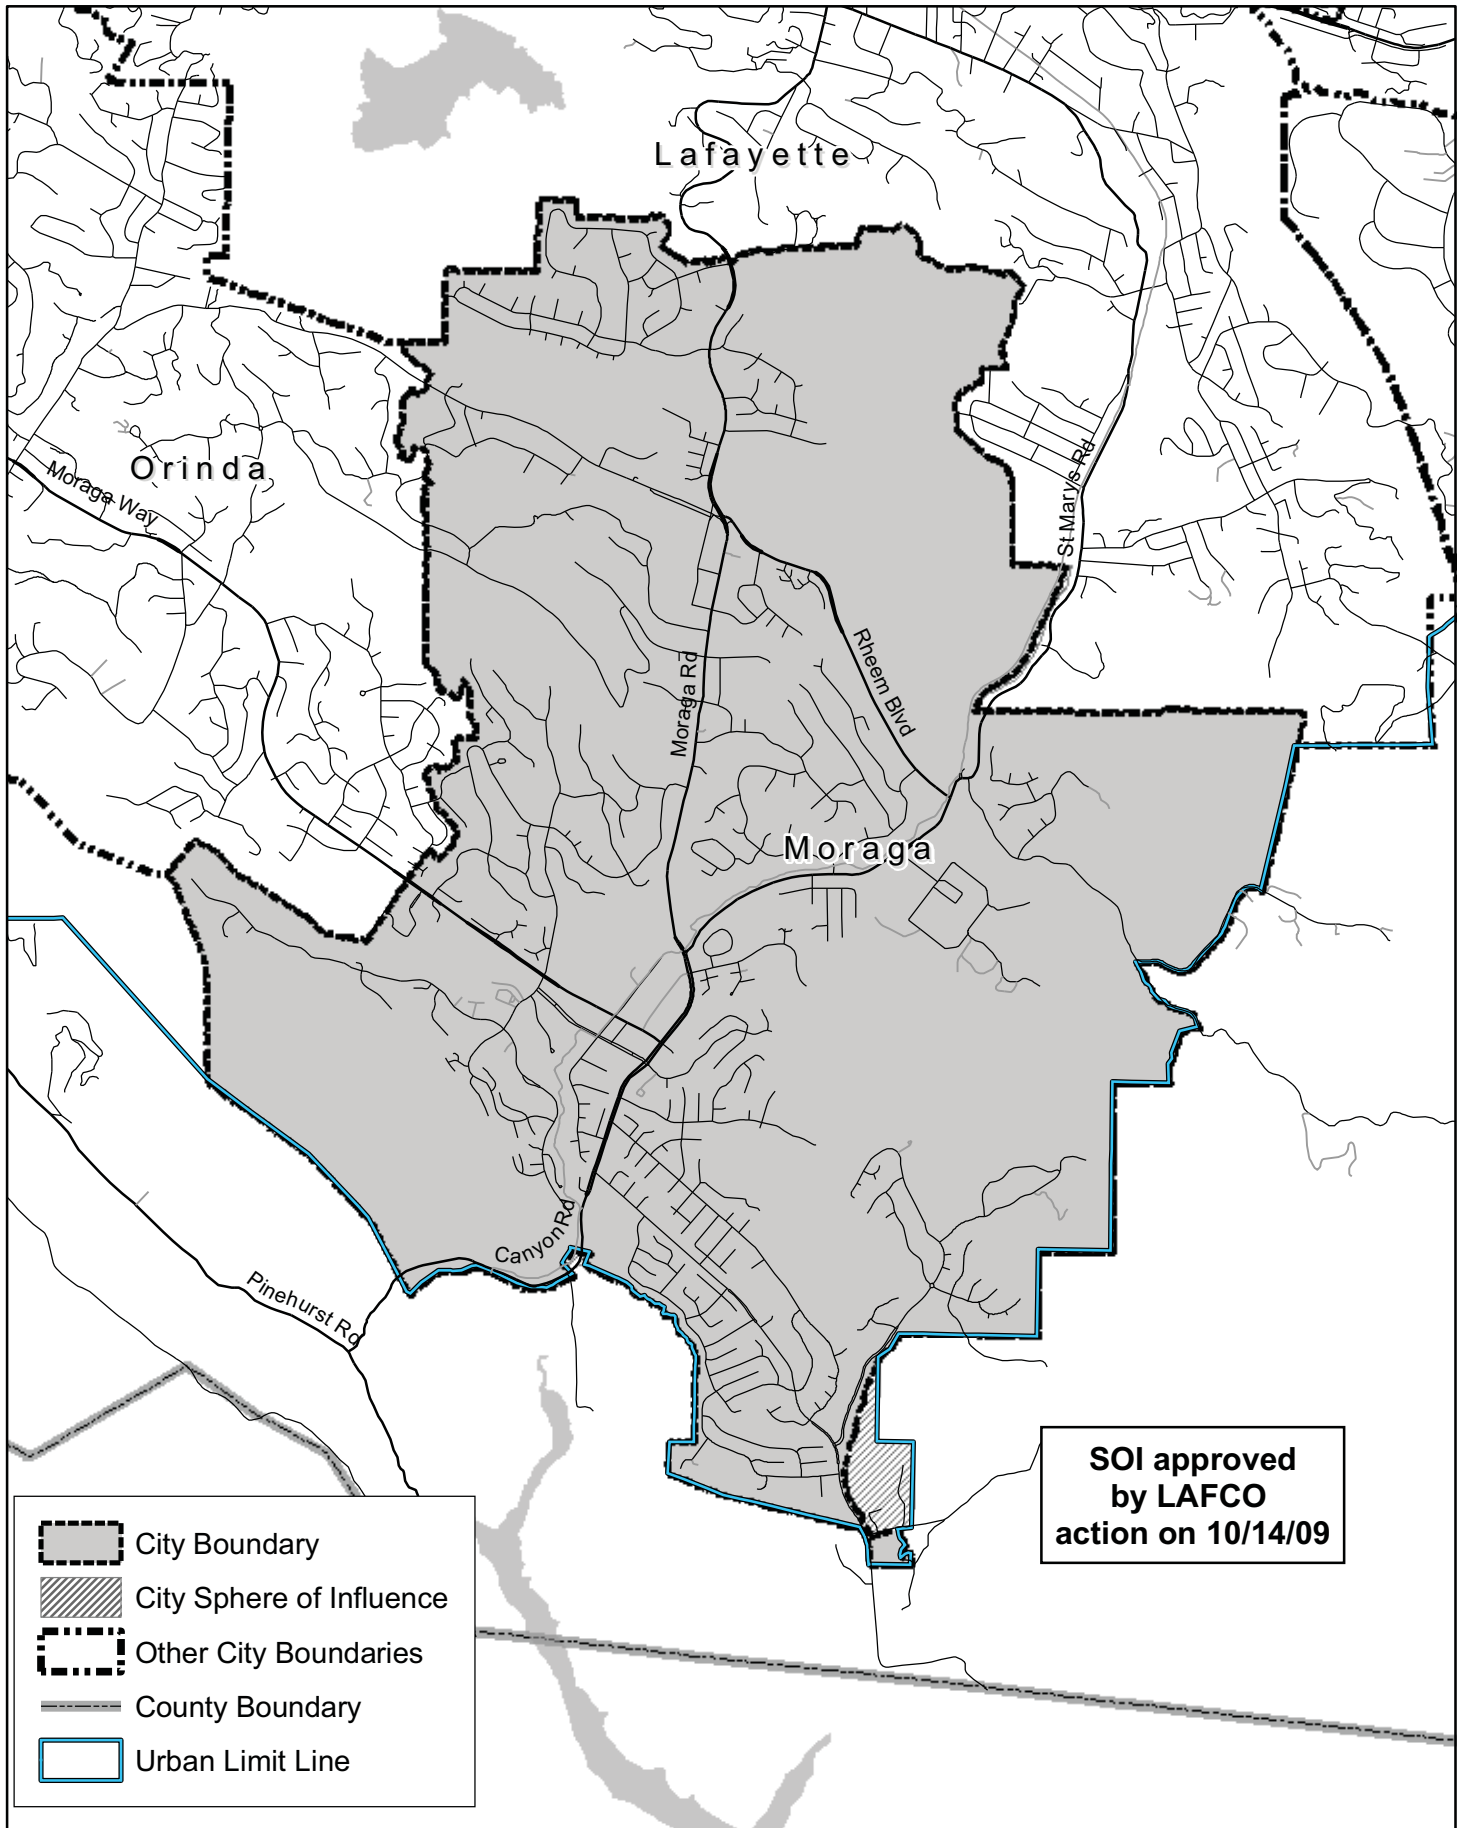 Lafayette
Orinda
Moraga Way
St Marys Rd
Rheem Blvd
Moraga Rd
Moraga
Canyon Rd
Pinehurst Rd
SOI approved
by LAFCO
action on 10/14/09
City Boundary
City Sphere of Influence
Other City Boundaries
County Boundary
Urban Limit Line